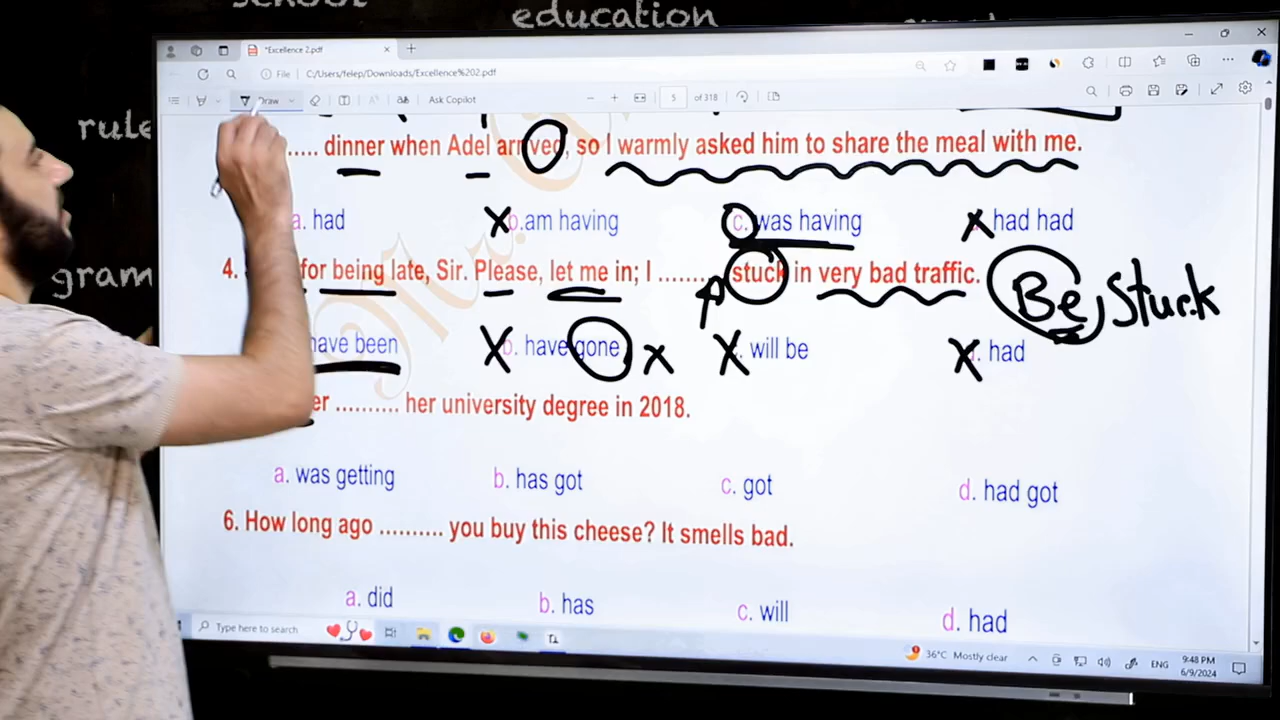 education
rule
gram
*Excellence 2.pdf
File C:/Users/felep/Downloads/Excellence%202.pdf
Draw Ask Copilot 5 of 318
..... dinner when Adel arrived, so I warmly asked him to share the meal with me.
a. had .am having c. was having had had
4. for being late, Sir. Please, let me in; I .......... stuck in very bad traffic. Be, Stuck
have been b. have gone will be had
er .......... her university degree in 2018.
a. was getting b. has got c. got d. had got
6. How long ago .......... you buy this cheese? It smells bad.
a. did b. has c. will d. had
Type here to search 36°C Mostly clear ENG 9:48 PM
6/9/2024